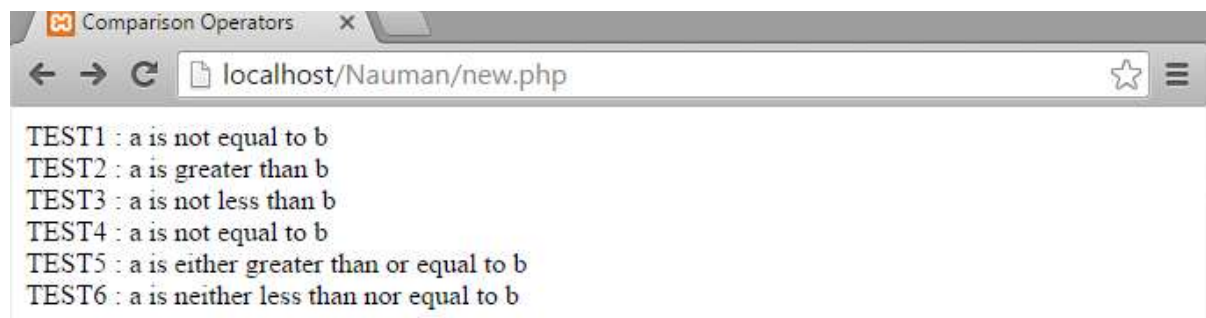 Comparison Operators
localhost/Nauman/new.php
TEST1 : a is not equal to b
TEST2 : a is greater than b
TEST3 : a is not less than b
TEST4 : a is not equal to b
TEST5 : a is either greater than or equal to b
TEST6 : a is neither less than nor equal to b